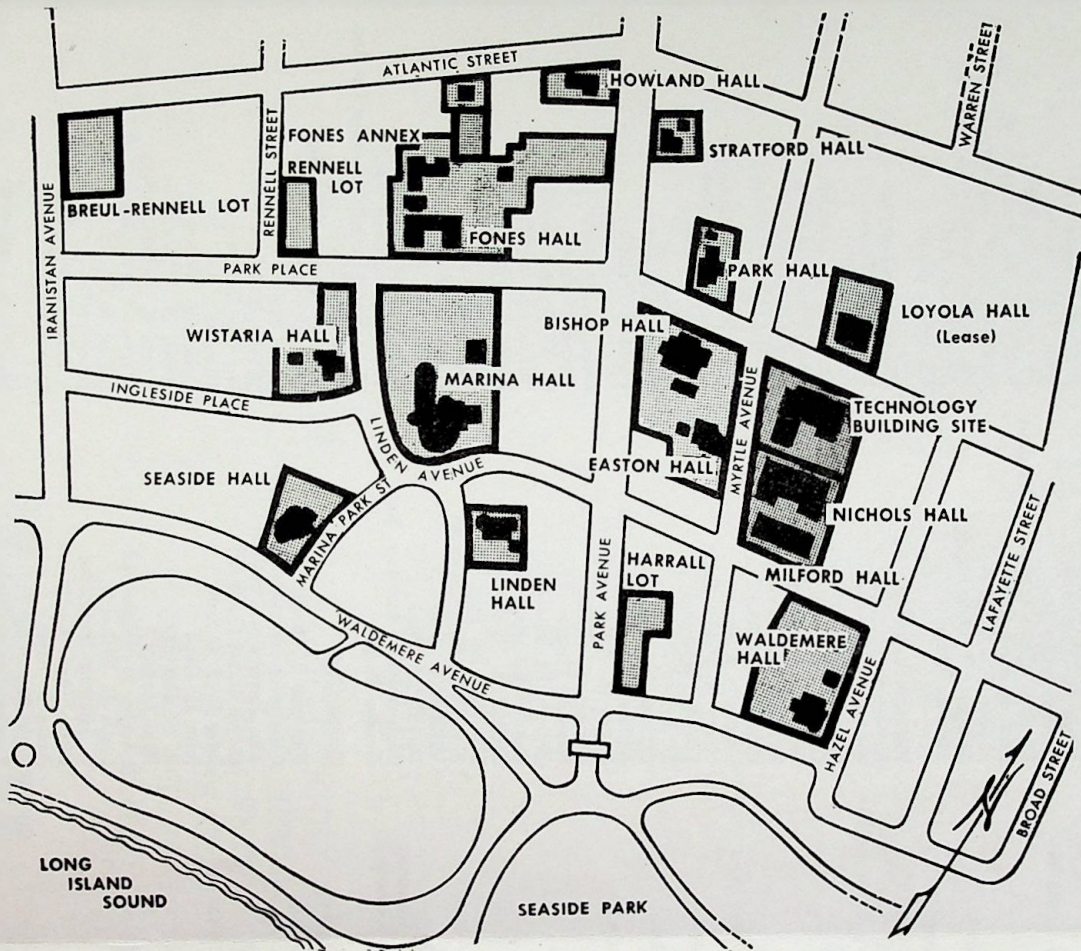 ATLANTIC STREET
HOWLAND HALL
WARREN STREET
FONES ANNEX
STRATFORD HALL
RENNELL STREET
RENNELL
LOT
BREUL-RENNELL LOT
IRANISTAN AVENUE
FONES HALL
PARK PLACE
PARK HALL
LOYOLA HALL
(Lease)
WISTARIA HALL
BISHOP HALL
MARINA HALL
INGLESIDE PLACE
MYRTLE AVENUE
TECHNOLOGY
BUILDING SITE
LINDEN AVENUE
EASTON HALL
SEASIDE HALL
MARINA PARK ST
NICHOLS HALL
LAFAYETTE STREET
LINDEN
HALL
PARK AVENUE
HARRALL
LOT
MILFORD HALL
WALDEMERE AVENUE
WALDEMERE
HALL
HAZEL AVENUE
BROAD STREET
LONG
ISLAND
SOUND
SEASIDE PARK